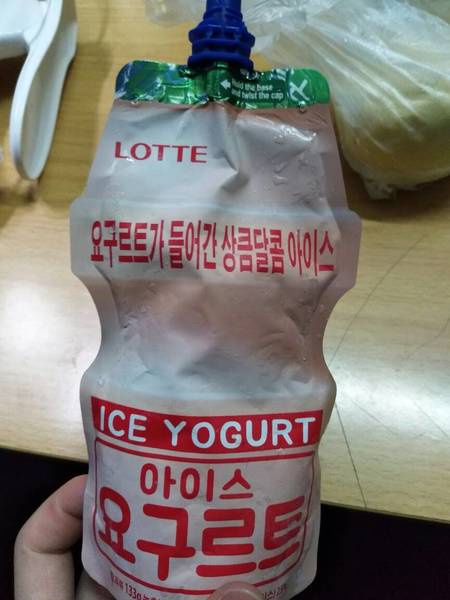 hold the base
and twist the cap
LOTTE
요구르트가 들어간 상큼달콤 아이스
ICE YOGURT
아이스
요구르트
133g